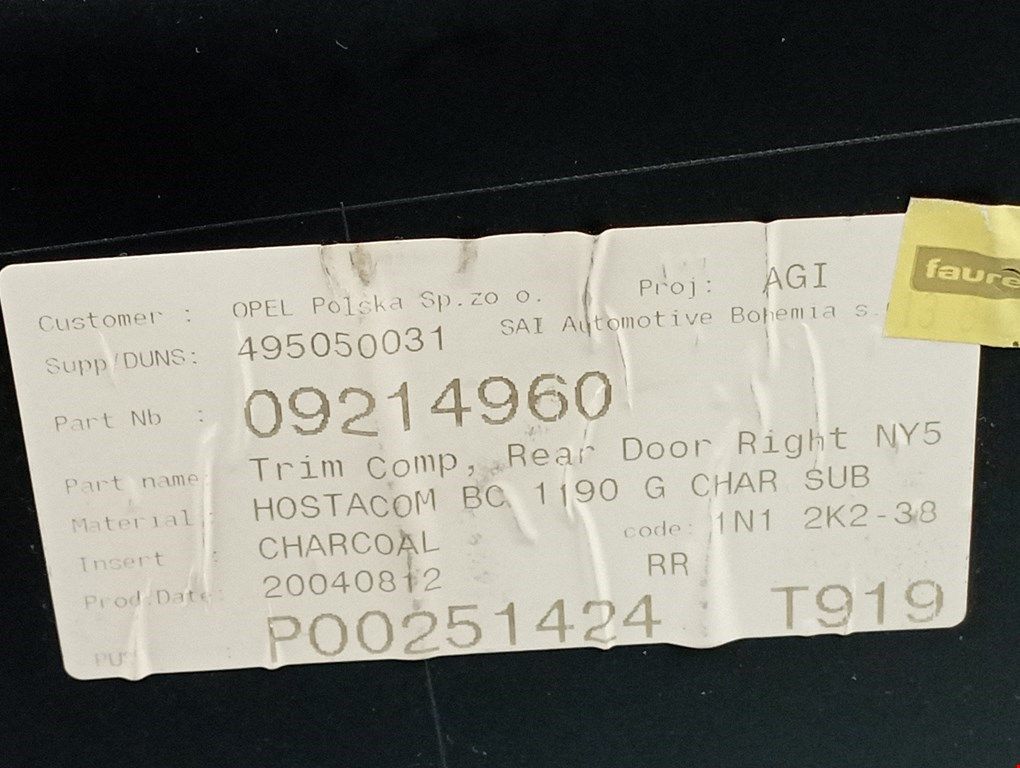 Customer : OPEL Polska Sp.zo o. Proj: AGI
Supp/DUNS: 495050031 SAI Automotive Bohemia s.
Part Nb : 09214960
Part name: Trim Comp, Rear Door Right NY5
Material : HOSTACOM BC 1190 G CHAR SUB
Insert : CHARCOAL code: 1N1 2K2-38
Prod.Date: 20040812 RR
PUS : P00251424 T919
faure